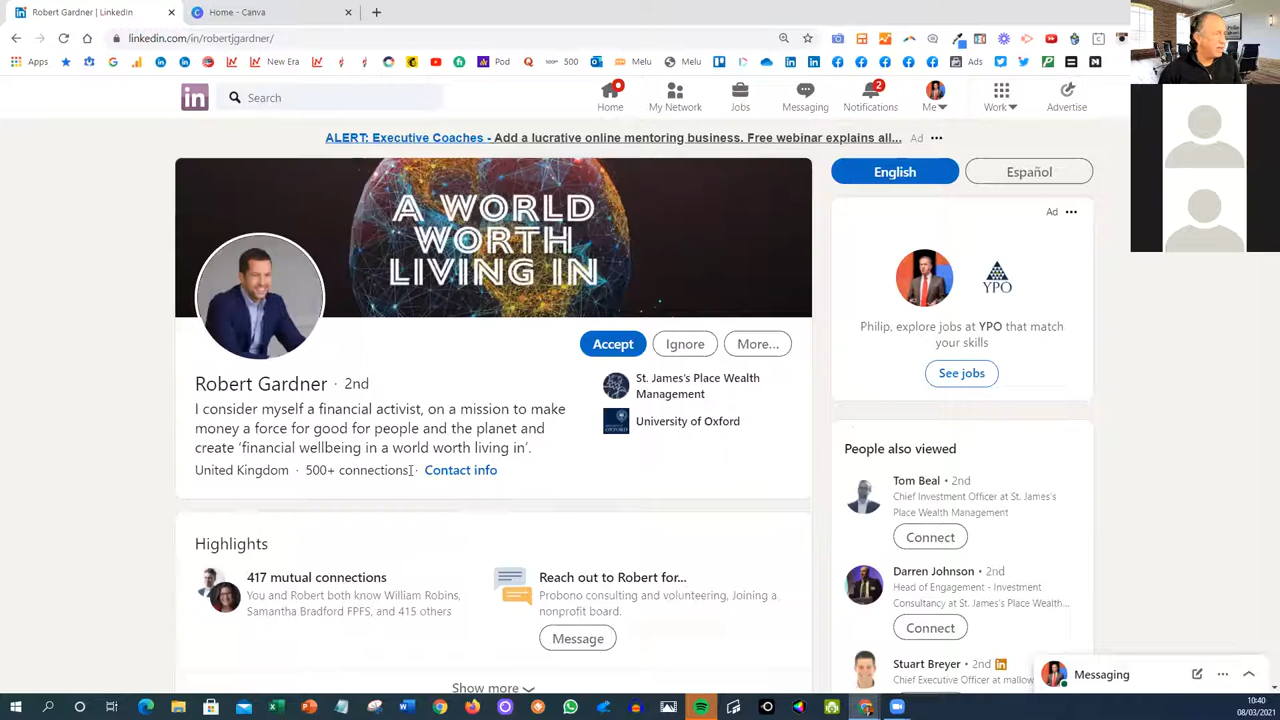 Robert Gardner | LinkedIn
Home - Canva
linkedin.com/in/robertjgardner/
Apps
New Era
Pod
500
Melu
Melu
Ads
in
Search
Home
My Network
Jobs
Messaging
2
Notifications
Me
Work
Advertise
ALERT: Executive Coaches - Add a lucrative online mentoring business. Free webinar explains all...
Ad
English
Español
A WORLD
WORTH
LIVING IN
Ad
YPO
Philip, explore jobs at YPO that match
your skills
See jobs
Accept
Ignore
More...
Robert Gardner · 2nd
I consider myself a financial activist, on a mission to make
money a force for good for people and the planet and
create ‘financial wellbeing in a world worth living in’.
United Kingdom · 500+ connections · Contact info
St. James's Place Wealth
Management
University of Oxford
People also viewed
Tom Beal · 2nd
Chief Investment Officer at St. James's
Place Wealth Management
Connect
Darren Johnson · 2nd
Head of Engagement - Investment
Consultancy at St. James's Place Wealth...
Connect
Stuart Breyer · 2nd
Chief Executive Officer at mallow
Highlights
417 mutual connections
You both know William Robins,
Samantha Bradford FPFS, and 415 others
Reach out to Robert for...
Probono consulting and volunteering, Joining a
nonprofit board.
Message
Show more
Messaging
10:40
08/03/2021